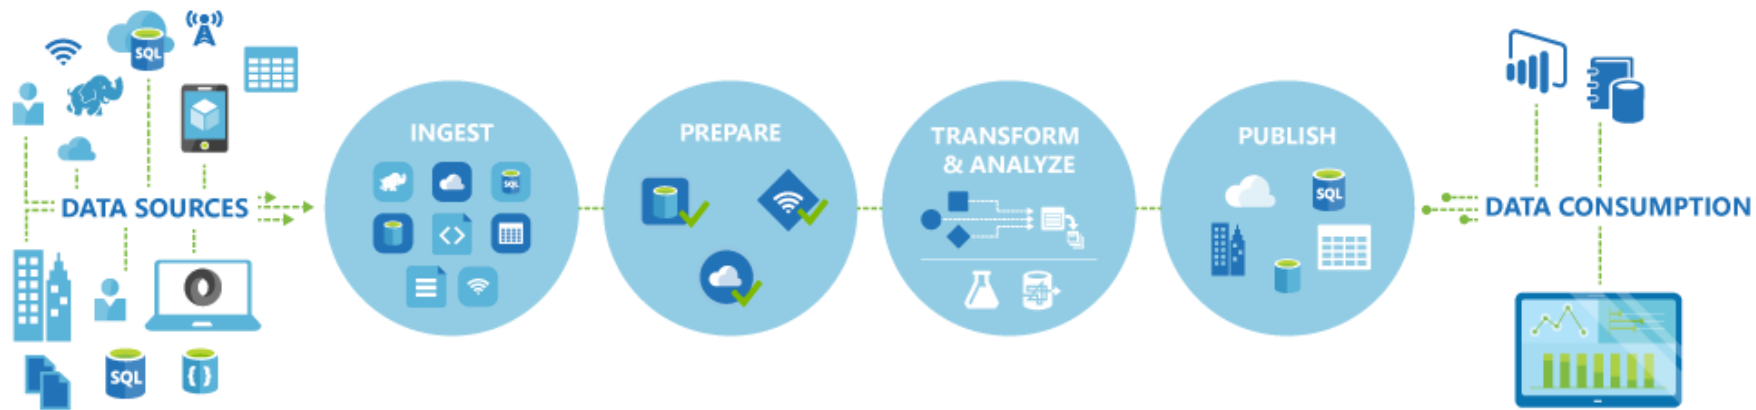 SQL
DATA SOURCES
{ }
SQL
INGEST
SQL
<>
PREPARE
TRANSFORM
& ANALYZE
PUBLISH
SQL
DATA CONSUMPTION